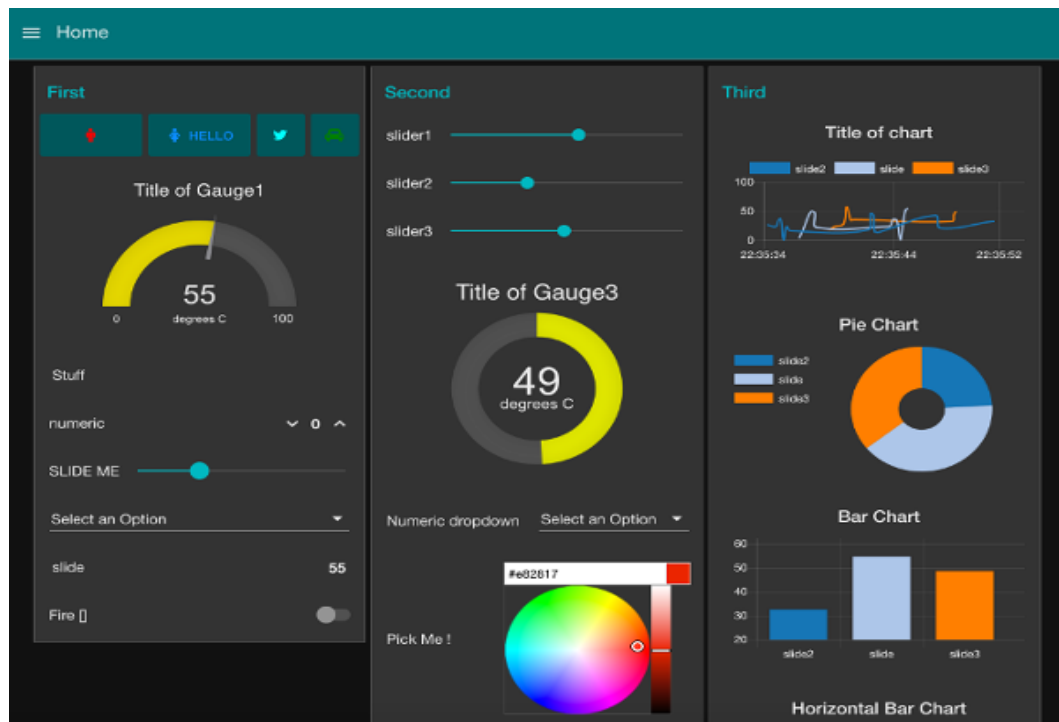 Home
First
HELLO
Title of Gauge1
55
degrees C
0
100
Stuff
numeric
0
SLIDE ME
Select an Option
slide
55
Fire []
Second
slider1
slider2
slider3
Title of Gauge3
49
degrees C
Numeric dropdown Select an Option
#e82817
Pick Me !
Third
Title of chart
slide2 slide slide3
100
50
0
22:35:34 22:35:44 22:35:52
Pie Chart
slide2
slide
slide3
Bar Chart
60
50
40
30
20
slide2 slide slide3
Horizontal Bar Chart